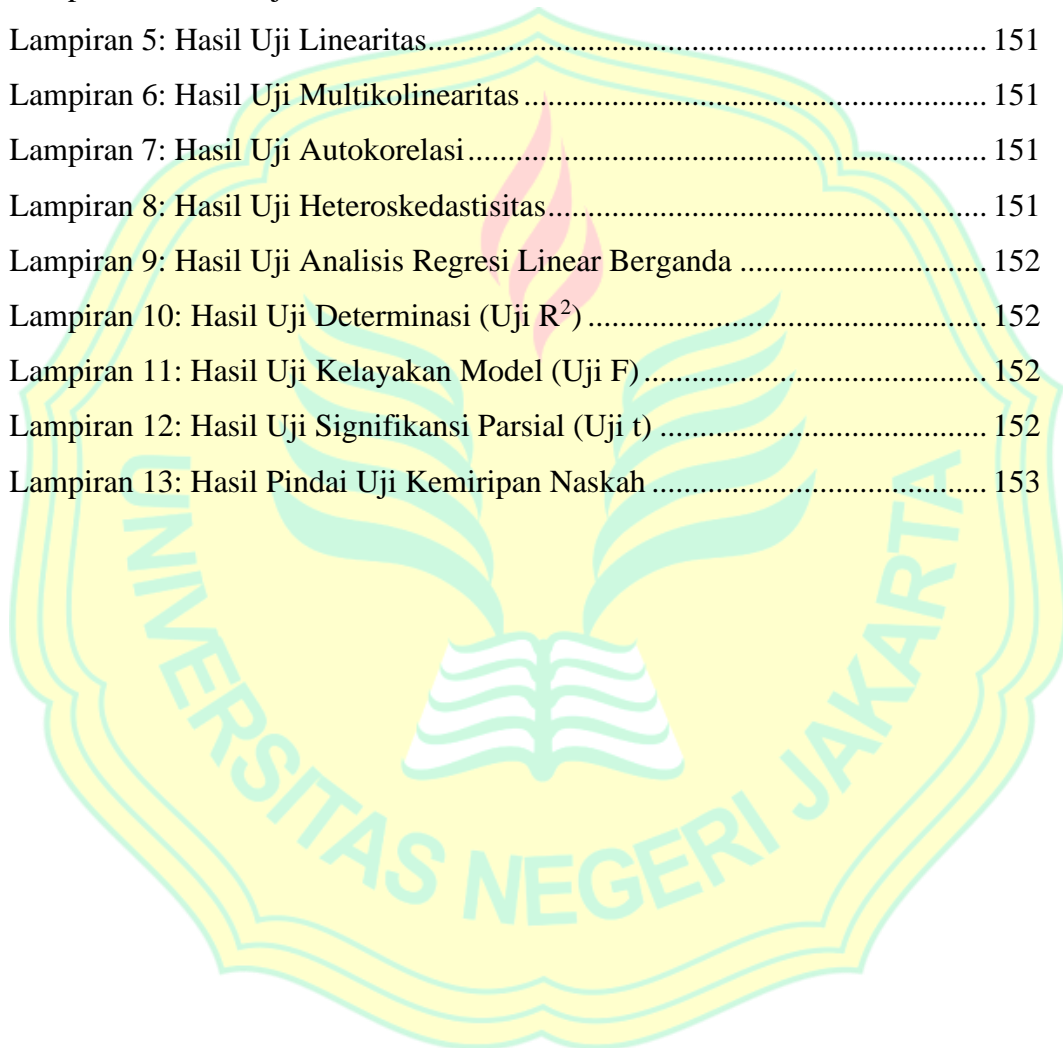 Lampiran 5: Hasil Uji Linearitas.................................................................................... 151
Lampiran 6: Hasil Uji Multikolinearitas...................................................................... 151
Lampiran 7: Hasil Uji Autokorelasi............................................................................. 151
Lampiran 8: Hasil Uji Heteroskedastisitas.................................................................. 151
Lampiran 9: Hasil Uji Analisis Regresi Linear Berganda ........................................ 152
Lampiran 10: Hasil Uji Determinasi (Uji R²) ............................................................. 152
Lampiran 11: Hasil Uji Kelayakan Model (Uji F)...................................................... 152
Lampiran 12: Hasil Uji Signifikansi Parsial (Uji t) .................................................... 152
Lampiran 13: Hasil Pindai Uji Kemiripan Naskah ..................................................... 153
UNIVERSITAS NEGERI JAKARTA